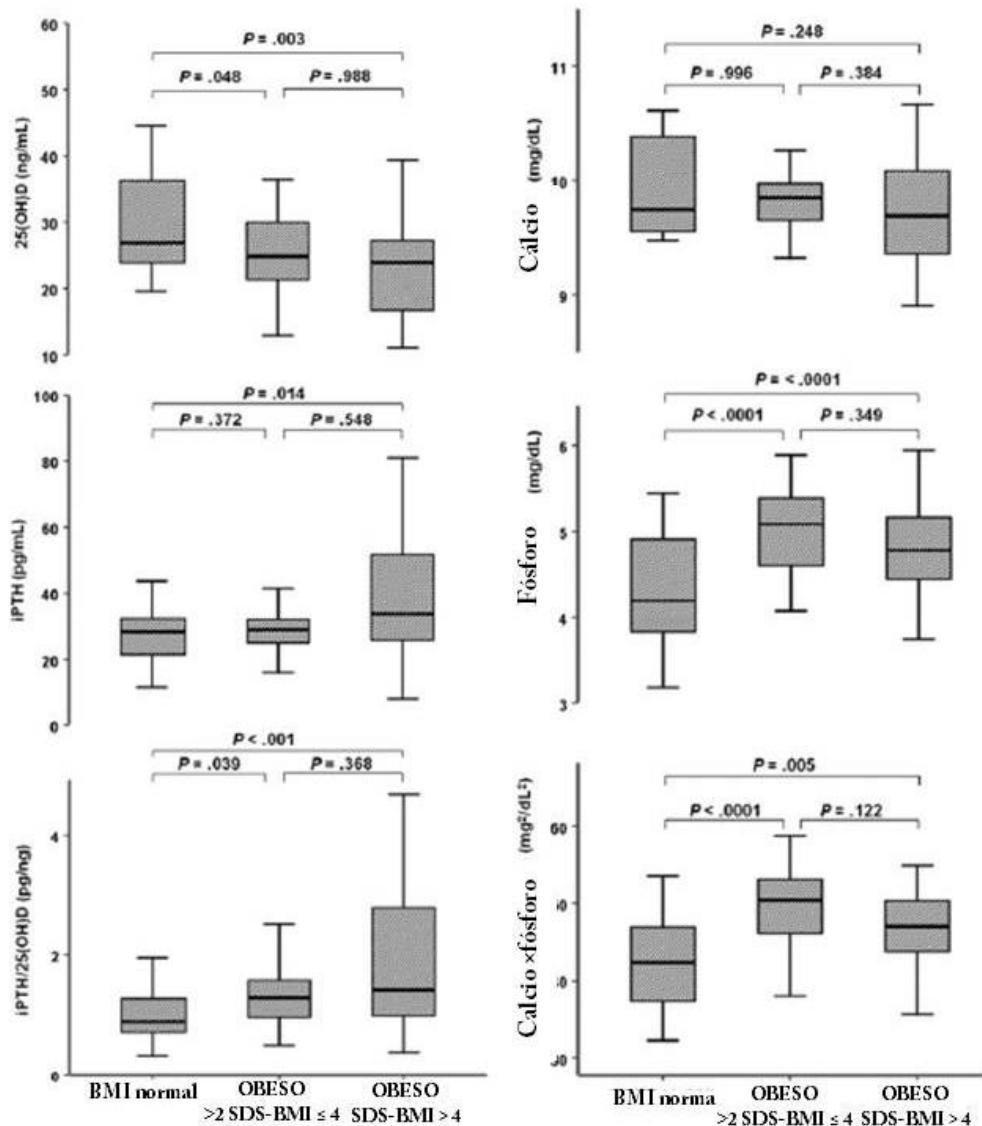 60
50
40
30
20
10
25(OH)D (ng/mL)
P = .003
P = .048
P = .988
11
10
9
Cálcio (mg/dL)
P = .248
P = .996
P = .384
100
80
60
40
20
0
iPTH (pg/mL)
P = .014
P = .372
P = .548
6
5
4
3
Fósforo (mg/dL)
P = <.0001
P <.0001
P = .349
4
2
0
iPTH/25(OH)D (pg/ng)
P < .001
P = .039
P = .368
BMI normal
OBESO
>2 SDS-BMI ≤ 4
OBESO
SDS-BMI > 4
60
Calcio ×fósforo (mg²/dL²)
P = .005
P <.0001
P = .122
BMI norma
OBESO
>2 SDS-BMI ≤ 4
OBESO
SDS-BMI > 4